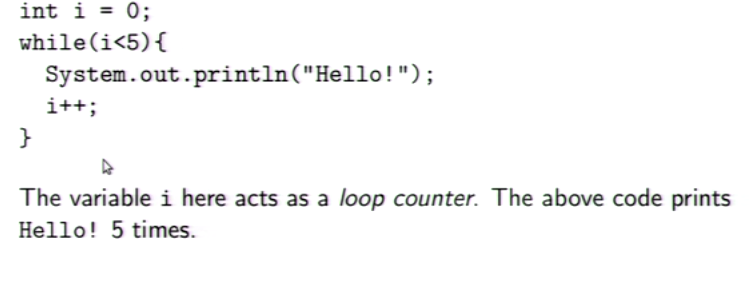 int i = 0;
while(i<5){
  System.out.println("Hello!");
  i++;
}
The variable i here acts as a loop counter. The above code prints
Hello! 5 times.